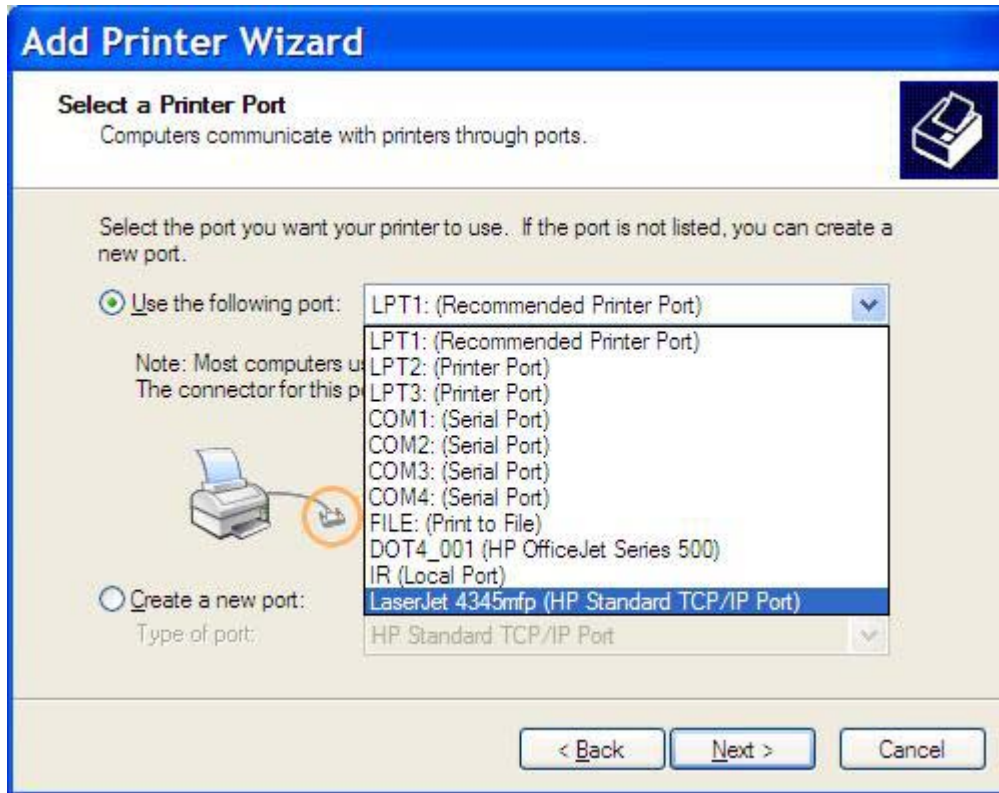 Add Printer Wizard
Select a Printer Port
Computers communicate with printers through ports.
Select the port you want your printer to use. If the port is not listed, you can create a
new port.
Use the following port:
LPT1: (Recommended Printer Port)
LPT1: (Recommended Printer Port)
Note: Most computers
LPT2: (Printer Port)
The connector for this
LPT3: (Printer Port)
COM1: (Serial Port)
COM2: (Serial Port)
COM3: (Serial Port)
COM4: (Serial Port)
FILE: (Print to File)
DOT4_001 (HP OfficeJet Series 500)
IR (Local Port)
Create a new port:
LaserJet 4345mfp (HP Standard TCP/IP Port)
Type of port:
HP Standard TCP/IP Port
< Back
Next >
Cancel